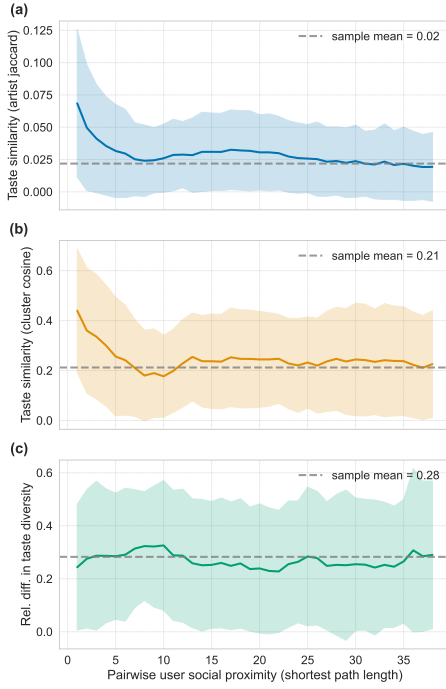 (a)
Taste similarity (artist jaccard)
0.125
0.100
0.075
0.050
0.025
0.000
sample mean = 0.02
(b)
Taste similarity (cluster cosine)
0.6
0.4
0.2
0.0
sample mean = 0.21
(c)
Rel. diff. in taste diversity
0.6
0.4
0.2
0.0
sample mean = 0.28
0 5 10 15 20 25 30 35
Pairwise user social proximity (shortest path length)